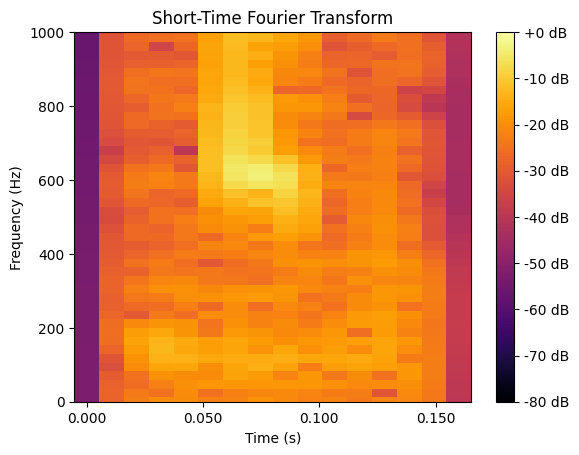 Short-Time Fourier Transform
1000
800
600
400
200
0
Frequency (Hz)
0.000
0.050
0.100
0.150
Time (s)
+0 dB
-10 dB
-20 dB
-30 dB
-40 dB
-50 dB
-60 dB
-70 dB
-80 dB